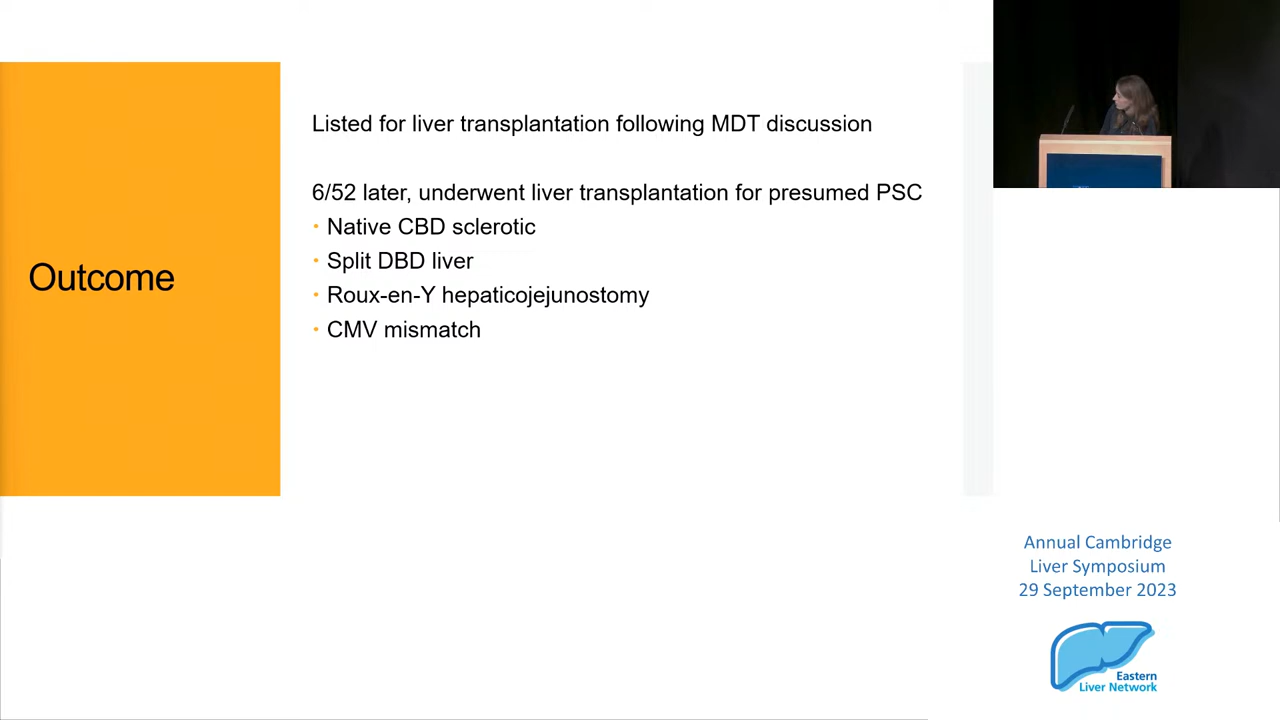 Outcome
Listed for liver transplantation following MDT discussion
6/52 later, underwent liver transplantation for presumed PSC
• Native CBD sclerotic
• Split DBD liver
• Roux-en-Y hepaticojejunostomy
• CMV mismatch
Annual Cambridge
Liver Symposium
29 September 2023
Eastern
Liver Network